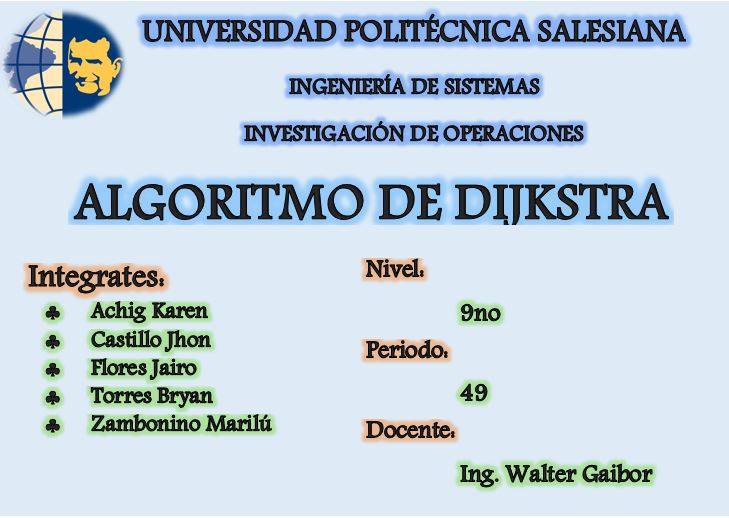 UNIVERSIDAD POLITÉCNICA SALESIANA
INGENIERÍA DE SISTEMAS
INVESTIGACIÓN DE OPERACIONES
ALGORITMO DE DIJKSTRA
Integrates:
♣ Achig Karen
♣ Castillo Jhon
♣ Flores Jairo
♣ Torres Bryan
♣ Zambonino Marilú
Nivel:
9no
Periodo:
49
Docente:
Ing. Walter Gaibor